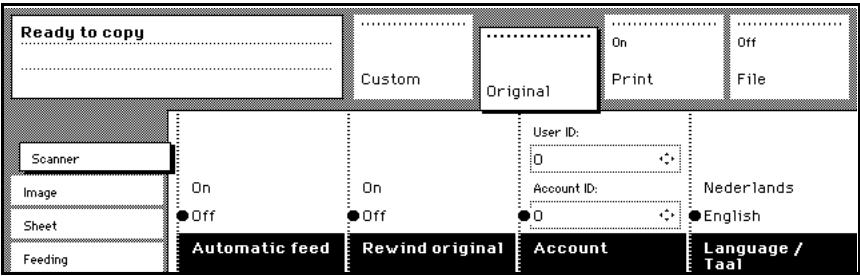 Ready to copy
Custom
Original
On
Print
Off
File
Scanner
Image
Sheet
Feeding
On
Off
Automatic feed
On
Off
Rewind original
User ID:
0
Account ID:
0
Account
Nederlands
English
Language /
Taal